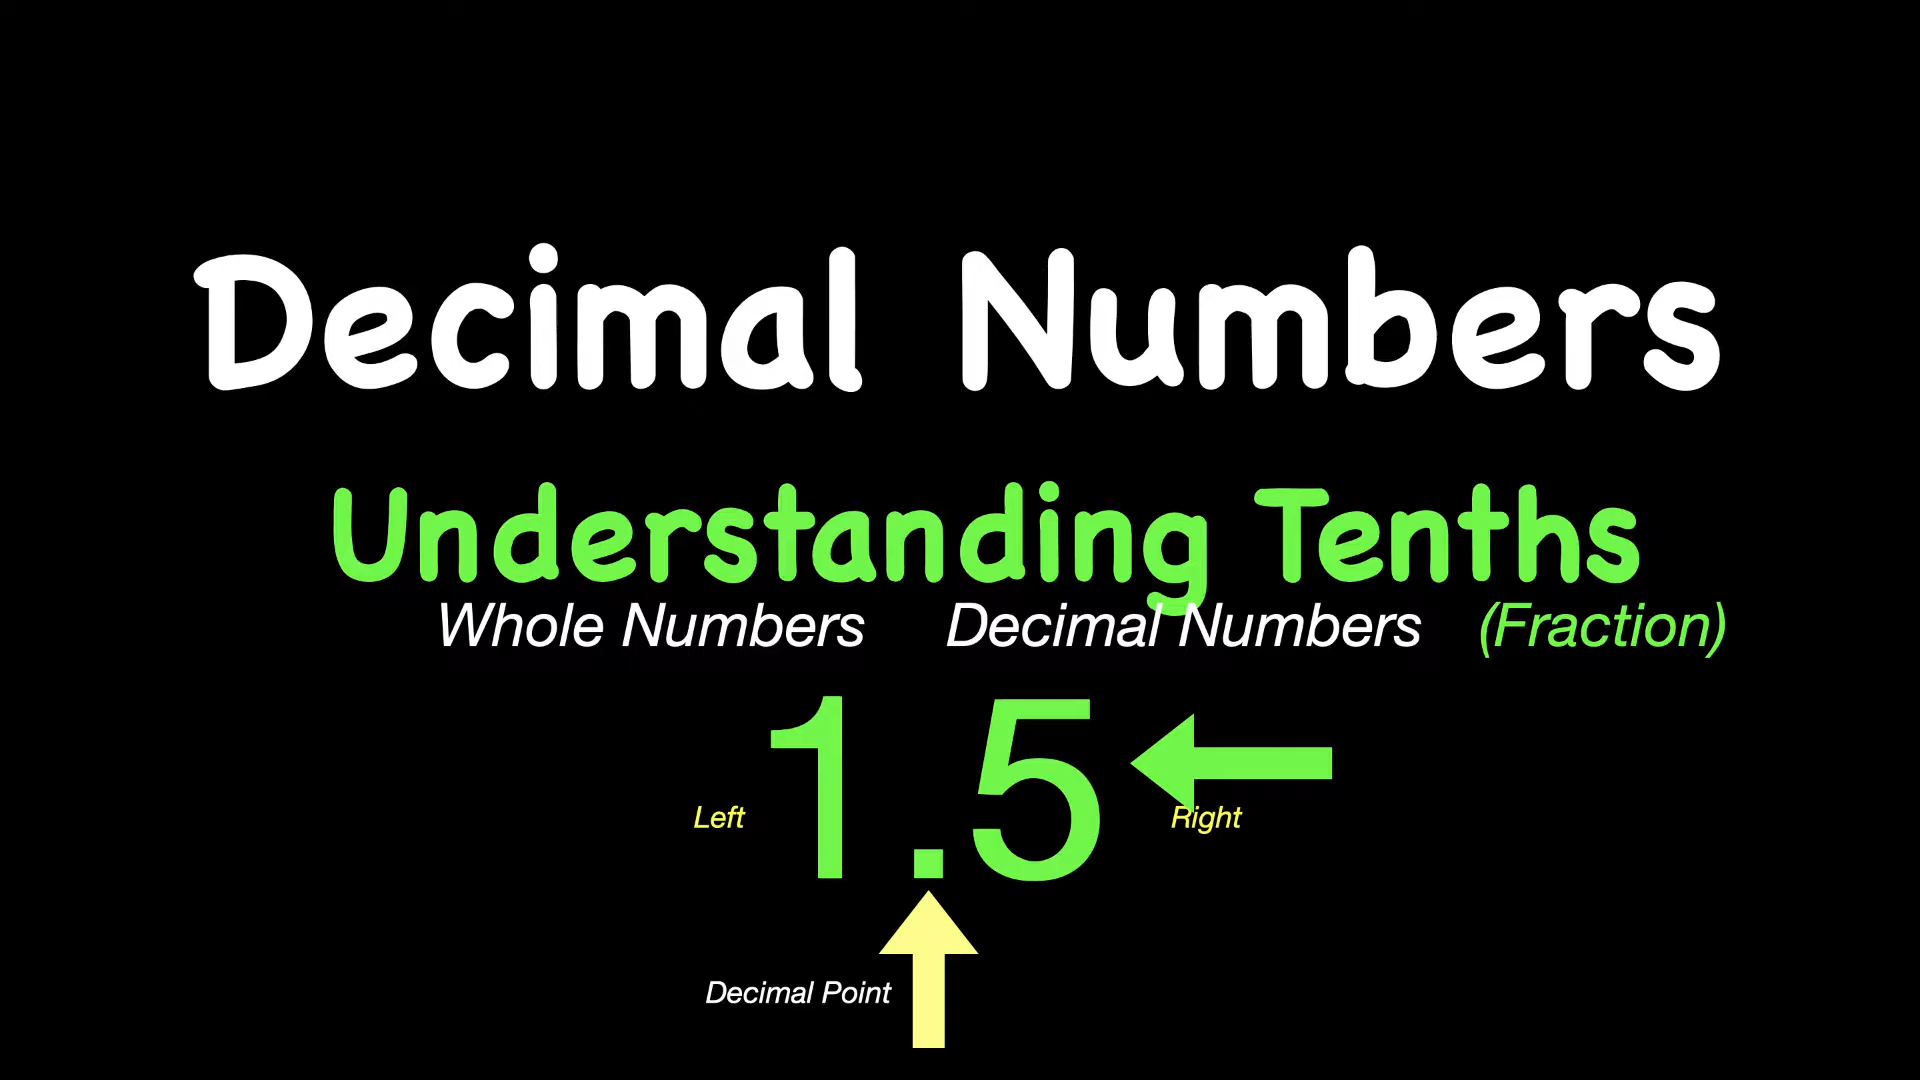 Decimal Numbers
Understanding Tenths
Whole Numbers Decimal Numbers (Fraction)
1.5
Left Right
Decimal Point